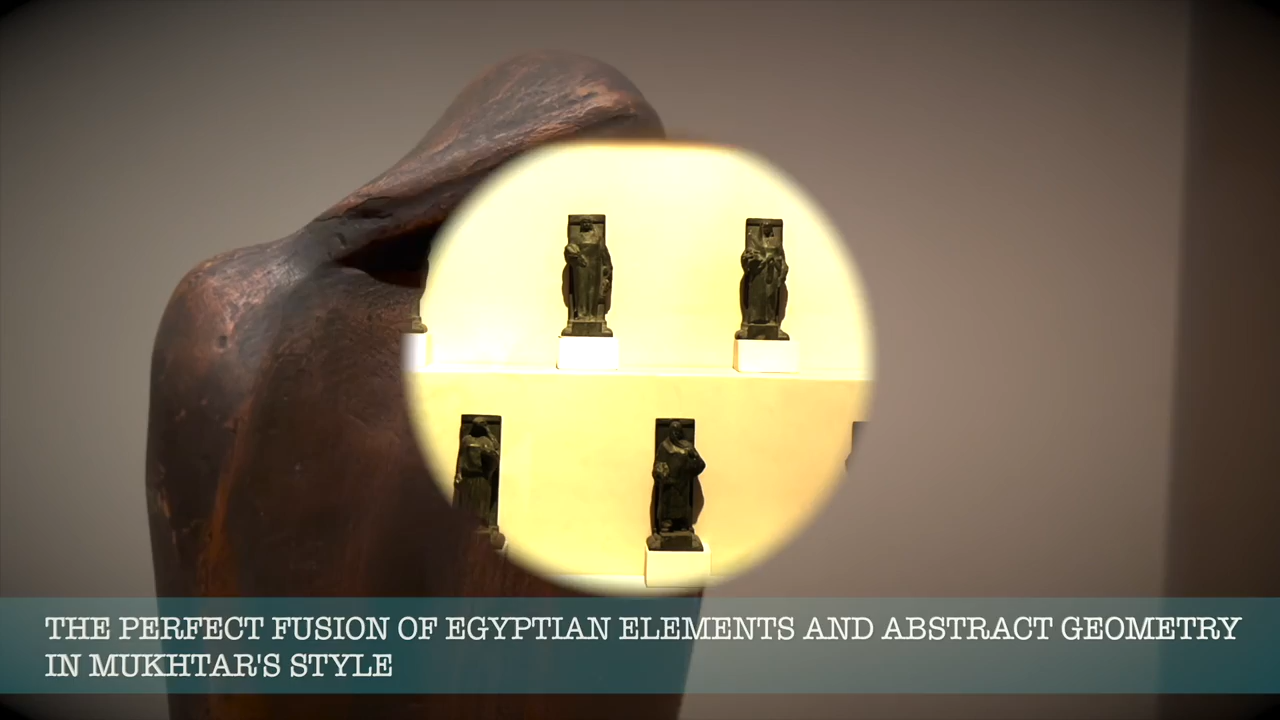 THE PERFECT FUSION OF EGYPTIAN ELEMENTS AND ABSTRACT GEOMETRY
IN MUKHTAR'S STYLE